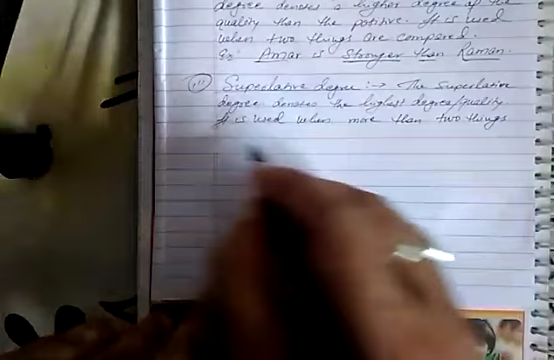 degree denotes a higher degree of the
quality than the positive. It is used
when two things are compared.
Eg: Amar is Stronger than Raman.
(iii) Superlative degree :→ The Superlative
degree denotes the highest degree/quality.
It is used when more than two things